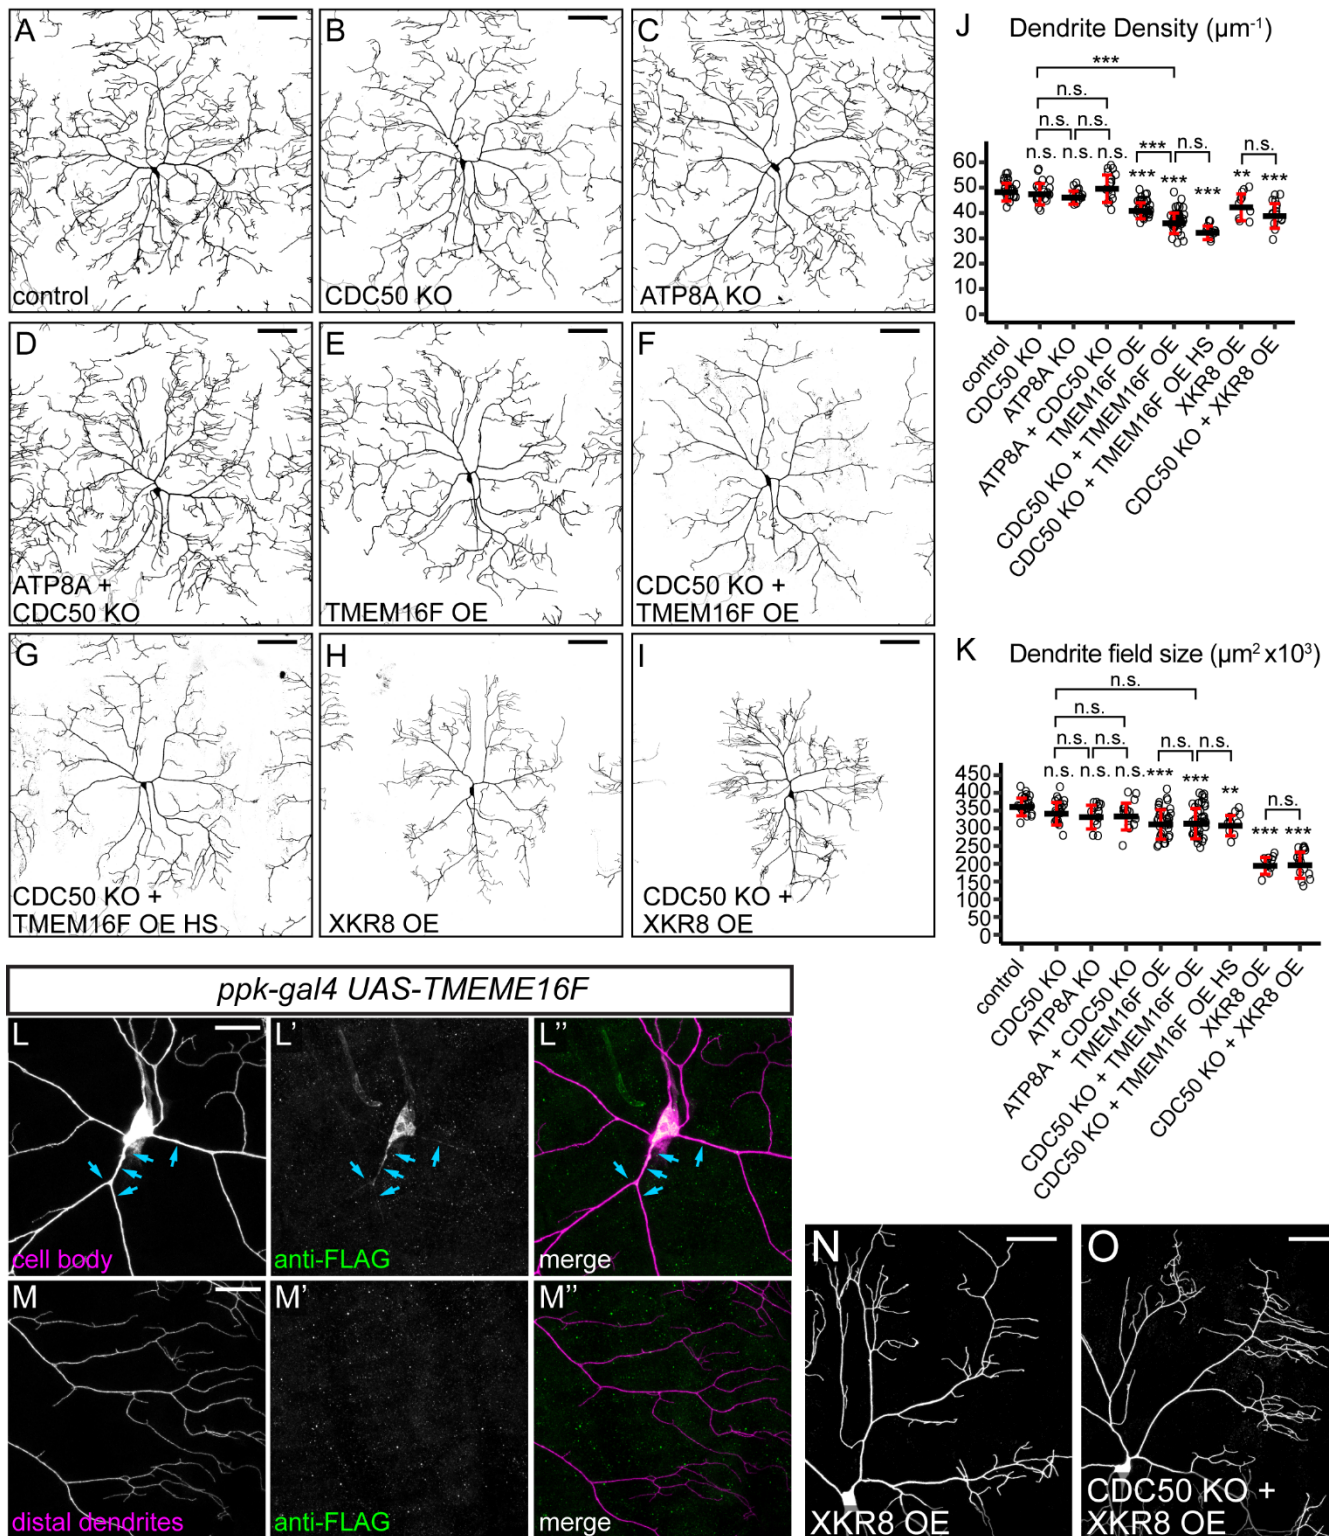 A
control
B
CDC50 KO
C
ATP8A KO
D
ATP8A +
CDC50 KO
E
TMEM16F OE
F
CDC50 KO +
TMEM16F OE
G
CDC50 KO +
TMEM16F OE HS
H
XKR8 OE
I
CDC50 KO +
XKR8 OE
J
Dendrite Density (µm⁻¹)
***
n.s.
n.s. n.s. *** n.s. n.s.
n.s. n.s. n.s. *** *** *** ** ***
60
50
40
30
20
10
0
control
CDC50 KO
ATP8A KO
ATP8A + CDC50 KO
TMEM16F OE
CDC50 KO + TMEM16F OE
CDC50 KO + TMEM16F OE HS
XKR8 OE
CDC50 KO + XKR8 OE
K
Dendrite field size (µm² x10³)
n.s.
n.s.
n.s. n.s. n.s. n.s. n.s.
n.s. n.s. n.s. *** *** ** *** ***
450
400
350
300
250
200
150
100
50
0
control
CDC50 KO
ATP8A KO
ATP8A + CDC50 KO
TMEM16F OE
CDC50 KO + TMEM16F OE
CDC50 KO + TMEM16F OE HS
XKR8 OE
CDC50 KO + XKR8 OE
ppk-gal4 UAS-TMEME16F
L
cell body
L'
anti-FLAG
L''
merge
M
distal dendrites
M'
anti-FLAG
M''
merge
N
XKR8 OE
O
CDC50 KO +
XKR8 OE